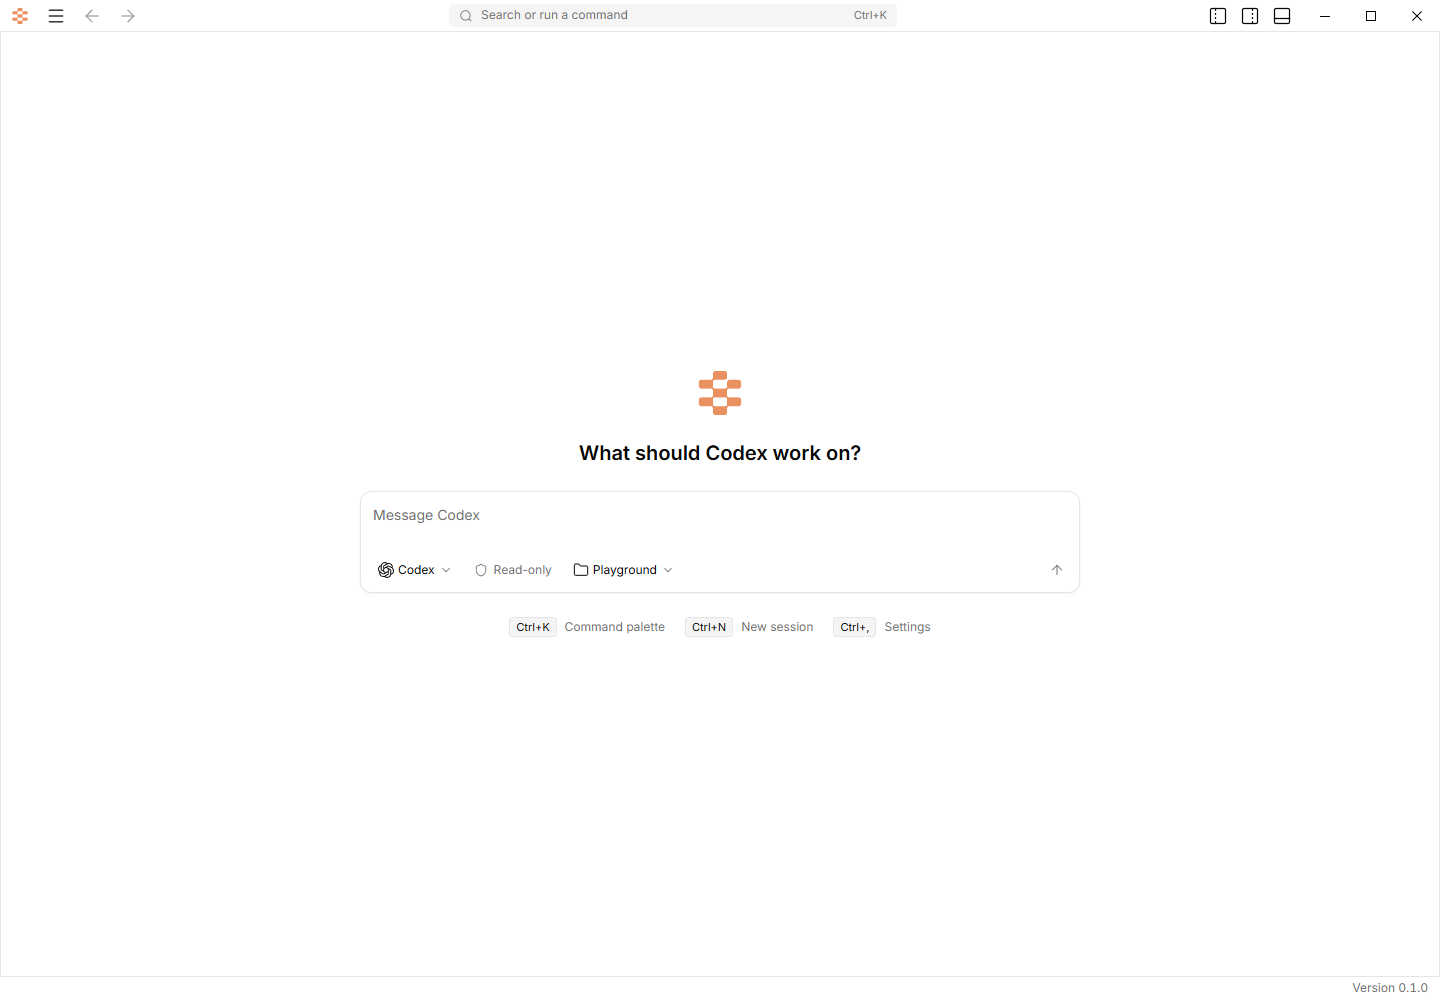 Search or run a command Ctrl+K
What should Codex work on?
Message Codex
Codex Read-only Playground
Ctrl+K Command palette Ctrl+N New session Ctrl+, Settings
Version 0.1.0